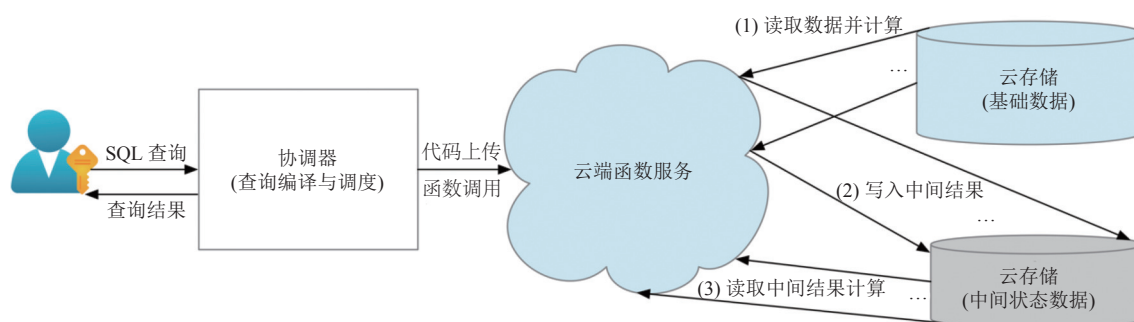 (1) 读取数据并计算
…
云存储
(基础数据)
SQL 查询
查询结果
协调器
(查询编译与调度)
代码上传
函数调用
云端函数服务
(2) 写入中间结果
…
云存储
(中间状态数据)
(3) 读取中间结果计算
…